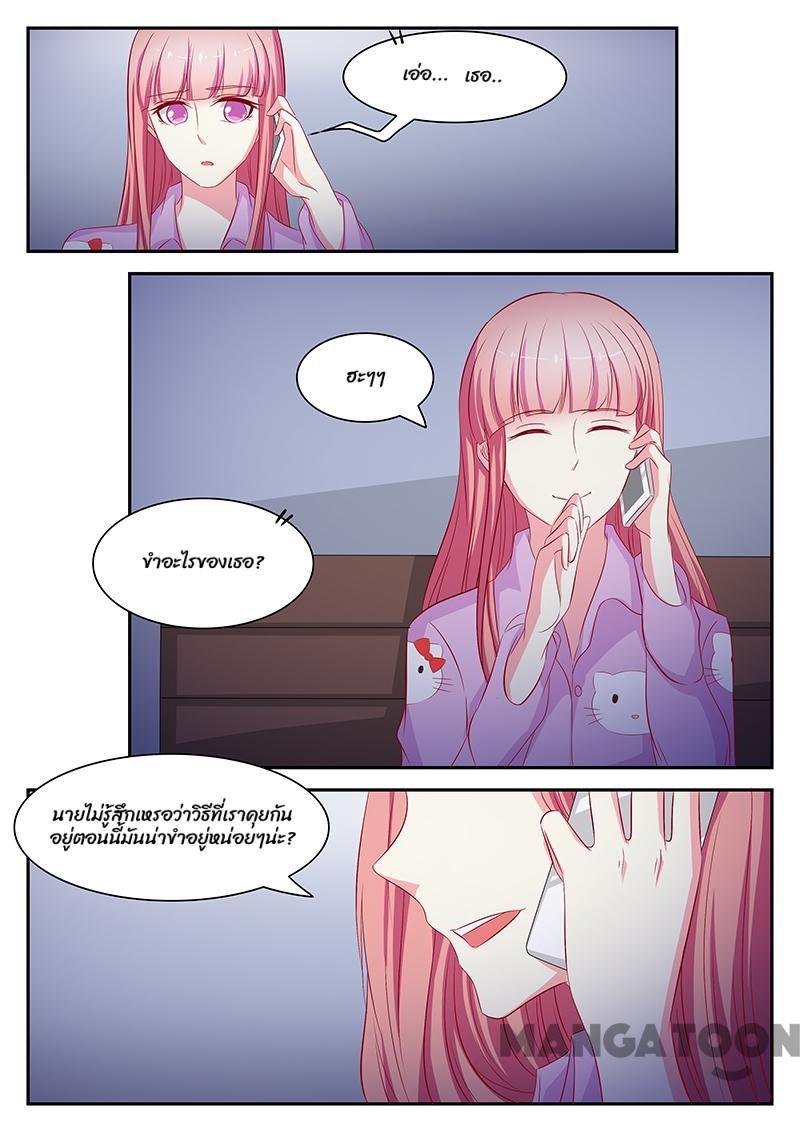 เอ่อ... เธอ..
ฮะๆๆ
ขำอะไรของเธอ?
นายไม่รู้สึกเหรอว่าวิธีที่เราคุยกัน
อยู่ตอนนี้มันน่าขำอยู่หน่อยๆน่ะ?
MANGATOON